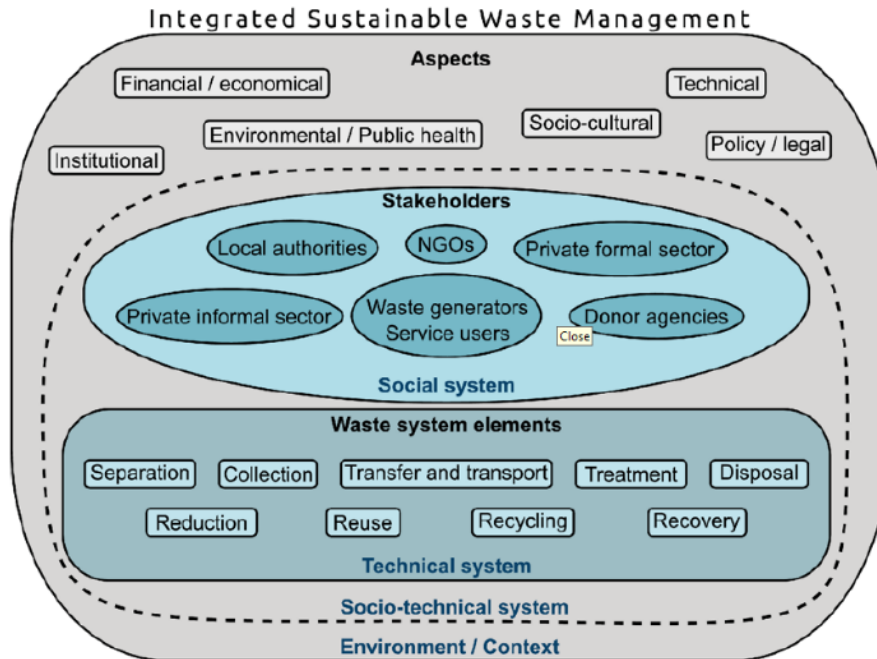 Integrated Sustainable Waste Management
Aspects
Financial / economical
Technical
Environmental / Public health
Socio-cultural
Institutional
Policy / legal
Stakeholders
Local authorities
NGOs
Private formal sector
Private informal sector
Waste generators
Service users
Donor agencies
Close
Social system
Waste system elements
Separation
Collection
Transfer and transport
Treatment
Disposal
Reduction
Reuse
Recycling
Recovery
Technical system
Socio-technical system
Environment / Context